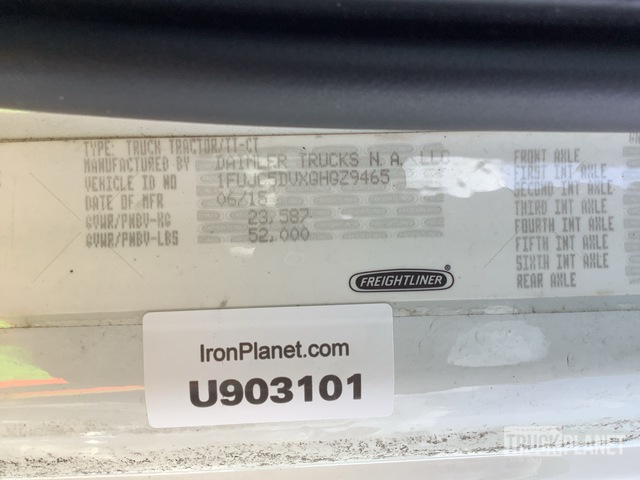 TYPE: TRUCK TRACTOR/TT-CT
MANUFACTURED BY DAIMLER TRUCKS N.A. LLC
VEHICLE ID NO 1FUJC5DVXGHGZ9465
DATE OF MFR 06/15
GVWR/PNBV-KG 23,587
GVWR/PNBV-LBS 52,000
FRONT AXLE
FIRST INT AXLE
SECOND INT AXLE
THIRD INT AXLE
FOURTH INT AXLE
FIFTH INT AXLE
SIXTH INT AXLE
REAR AXLE
FREIGHTLINER
IronPlanet.com
U903101
TRUCKPLANET